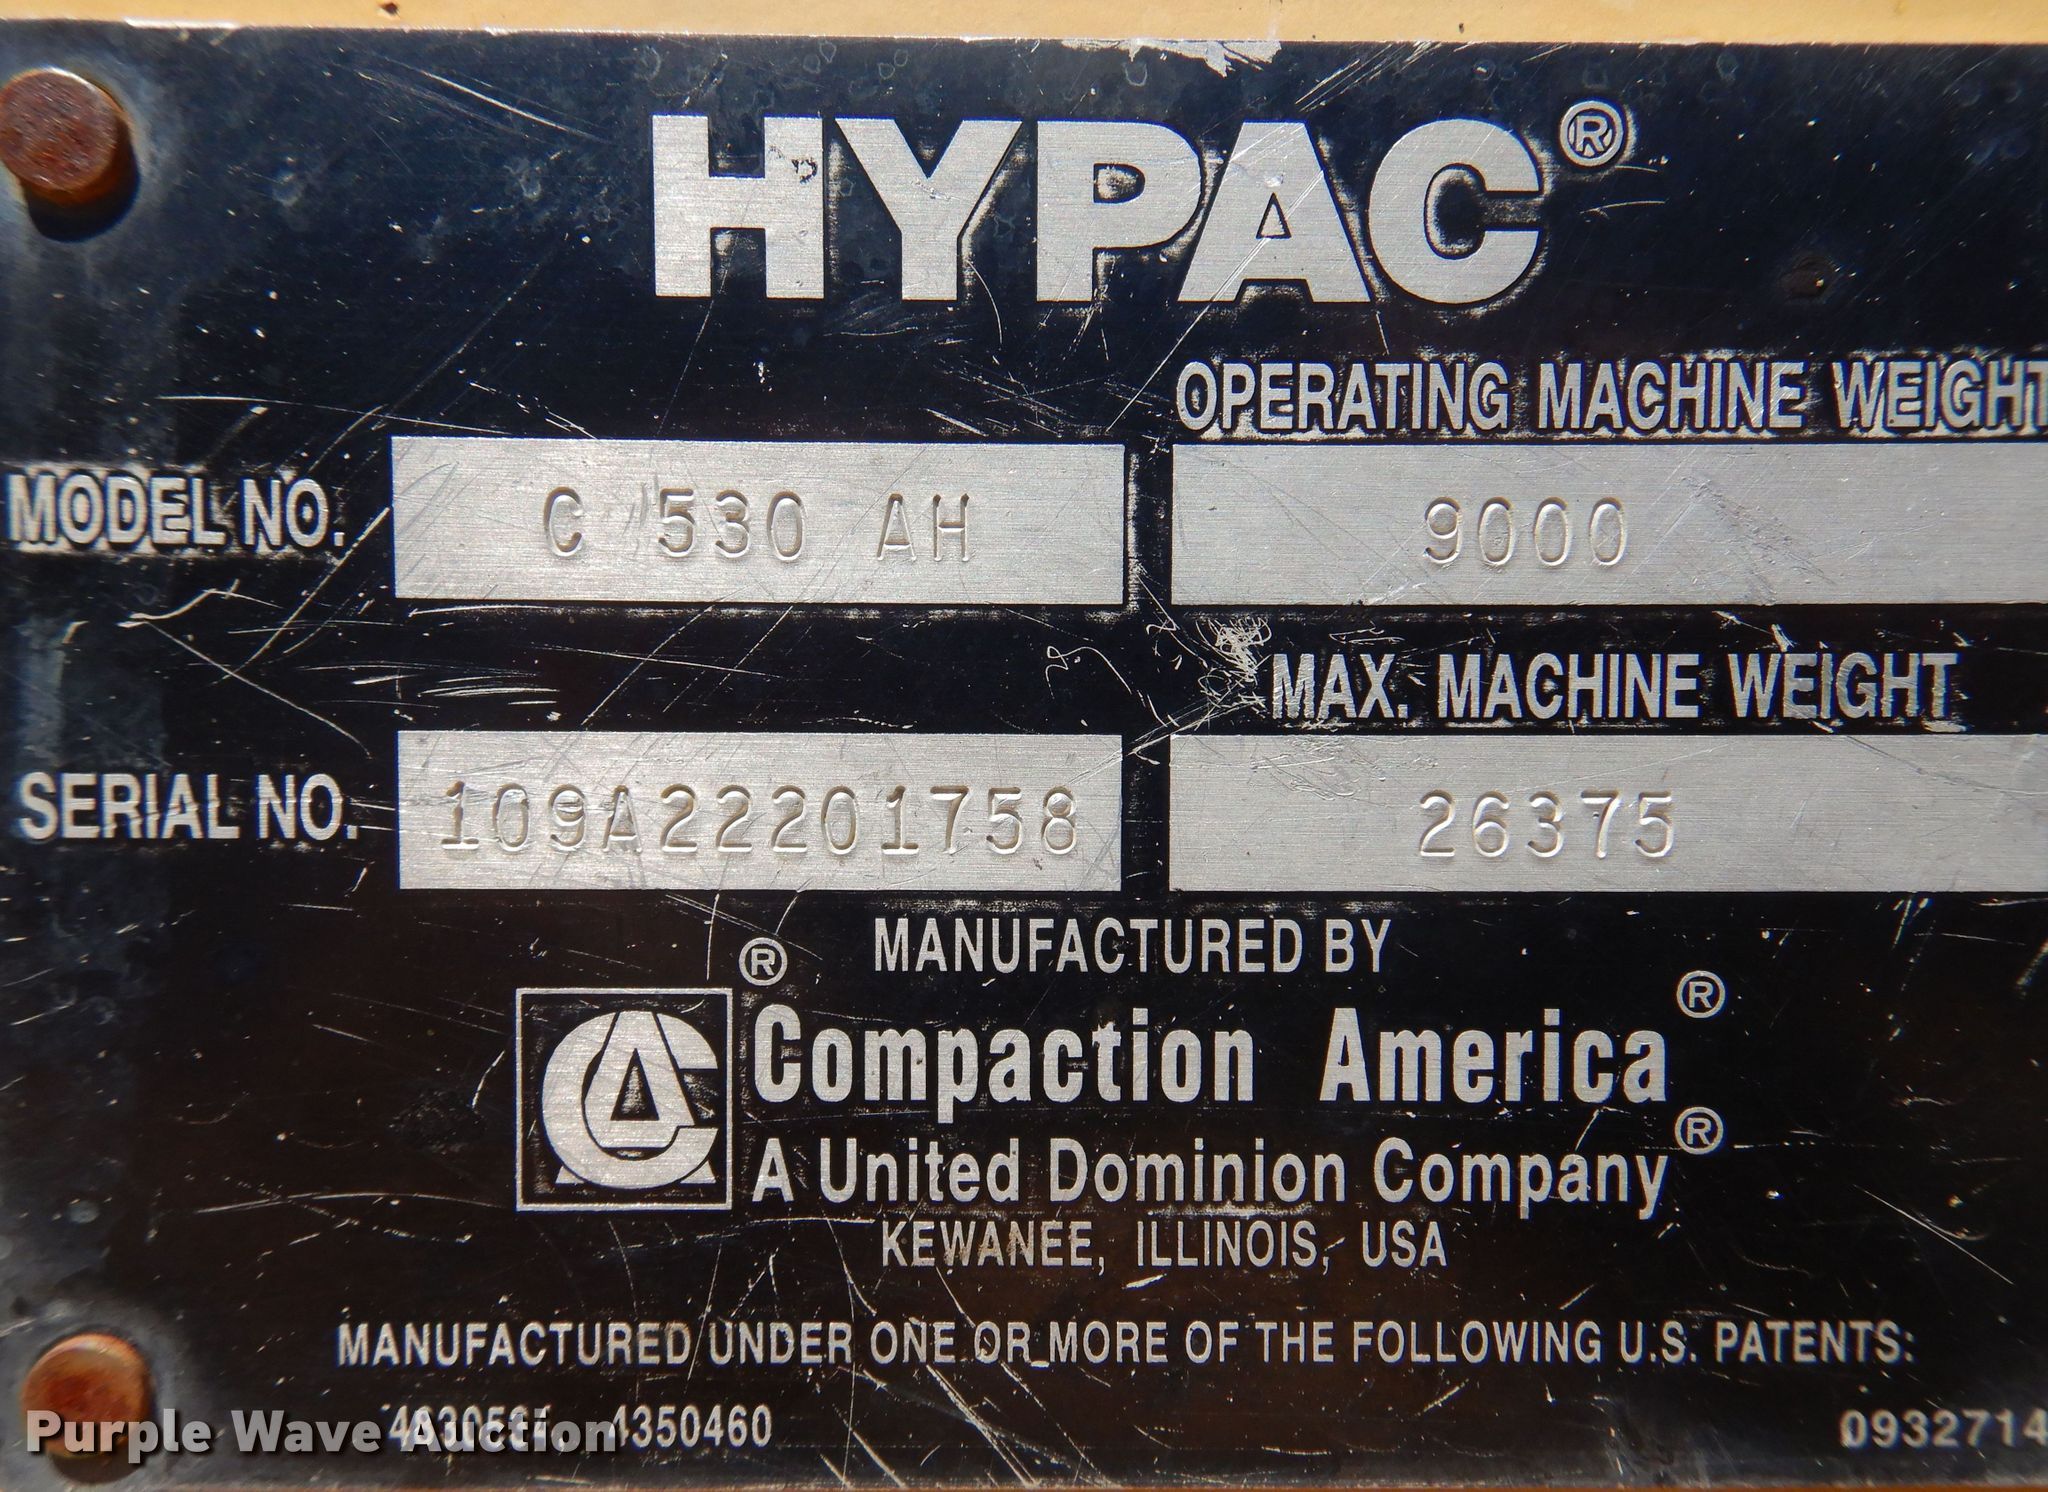 HYPAC®
OPERATING MACHINE WEIGHT
MODEL NO. C 530 AH 9000
MAX. MACHINE WEIGHT
SERIAL NO. 109A22201758 26375
MANUFACTURED BY
CA ® Compaction America ®
A United Dominion Company ®
KEWANEE, ILLINOIS, USA
MANUFACTURED UNDER ONE OR MORE OF THE FOLLOWING U.S. PATENTS:
4350460 0932714
Purple Wave Auction